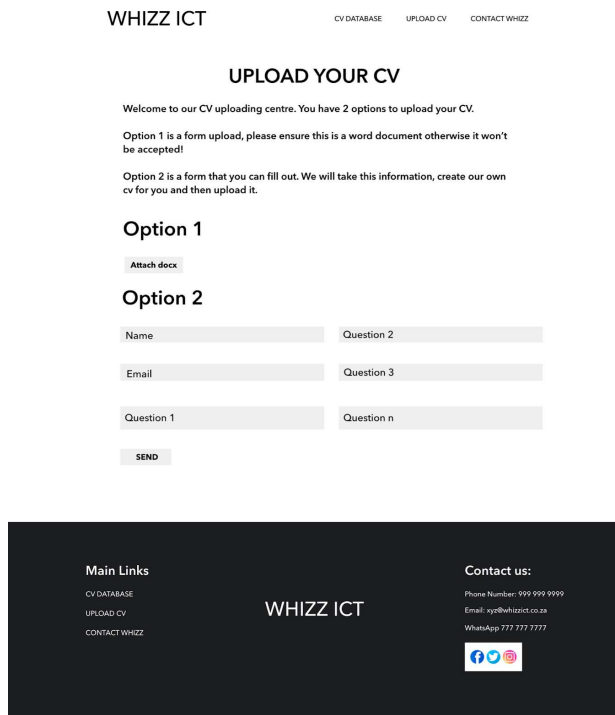 WHIZZ ICT
CV DATABASE
UPLOAD CV
CONTACT WHIZZ
UPLOAD YOUR CV
Welcome to our CV uploading centre. You have 2 options to upload your CV.
Option 1 is a form upload, please ensure this is a word document otherwise it won't
be accepted!
Option 2 is a form that you can fill out. We will take this information, create our own
cv for you and then upload it.
Option 1
Attach docx
Option 2
Name
Question 2
Email
Question 3
Question 1
Question n
SEND
Main Links
CV DATABASE
UPLOAD CV
CONTACT WHIZZ
WHIZZ ICT
Contact us:
Phone Number: 999 999 9999
Email: xyz@whizzict.co.za
WhatsApp 777 777 7777